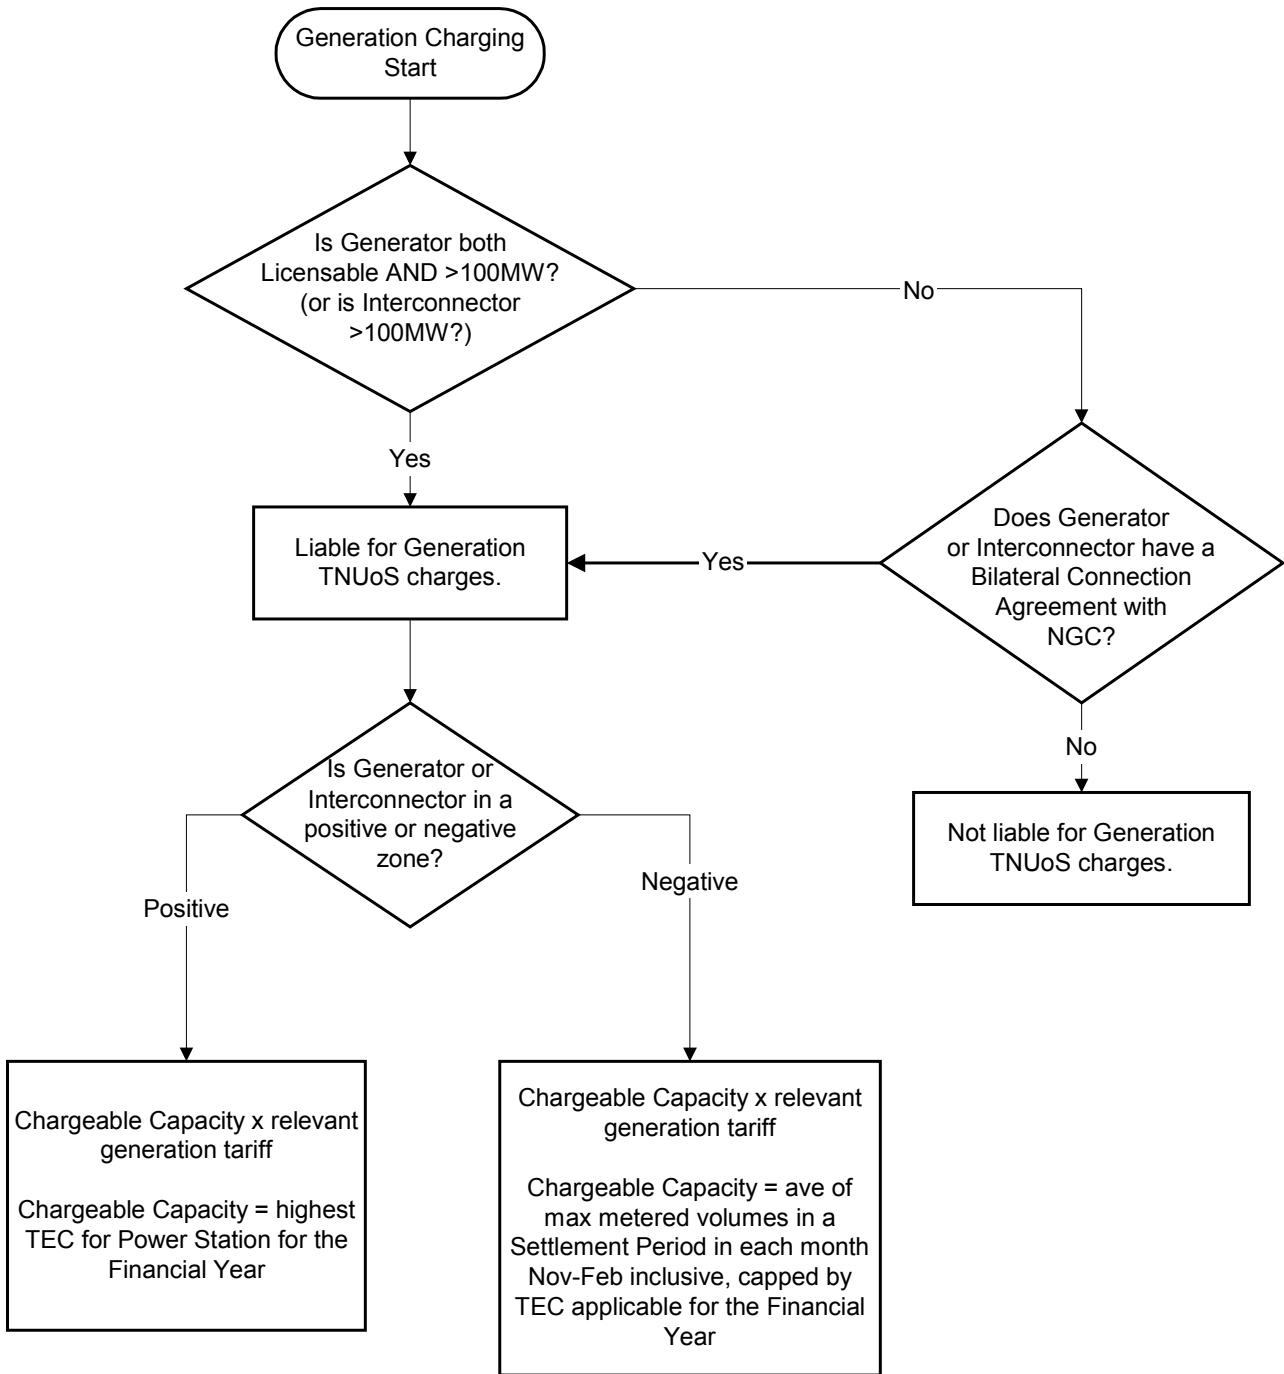 Generation Charging
Start
Is Generator both
Licensable AND >100MW?
(or is Interconnector
>100MW?)
No
Yes
Liable for Generation
TNUoS charges.
Yes
Does Generator
or Interconnector have a
Bilateral Connection
Agreement with
NGC?
No
Not liable for Generation
TNUoS charges.
Is Generator or
Interconnector in a
positive or negative
zone?
Positive
Negative
Chargeable Capacity x relevant
generation tariff
Chargeable Capacity = highest
TEC for Power Station for the
Financial Year
Chargeable Capacity x relevant
generation tariff
Chargeable Capacity = ave of
max metered volumes in a
Settlement Period in each month
Nov-Feb inclusive, capped by
TEC applicable for the Financial
Year